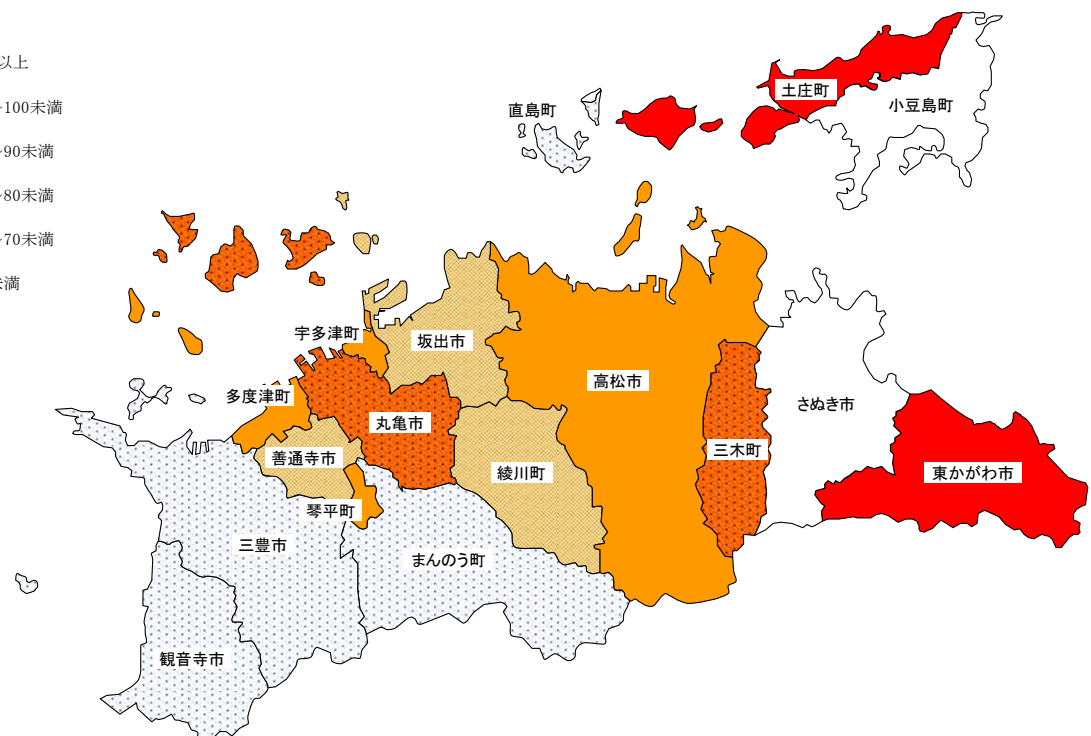 以上
~100未満
~90未満
~80未満
~70未満
未満
直島町
土庄町
小豆島町
宇多津町
坂出市
高松市
多度津町
丸亀市
さぬき市
善通寺市
綾川町
三木町
東かがわ市
琴平町
三豊市
まんのう町
観音寺市